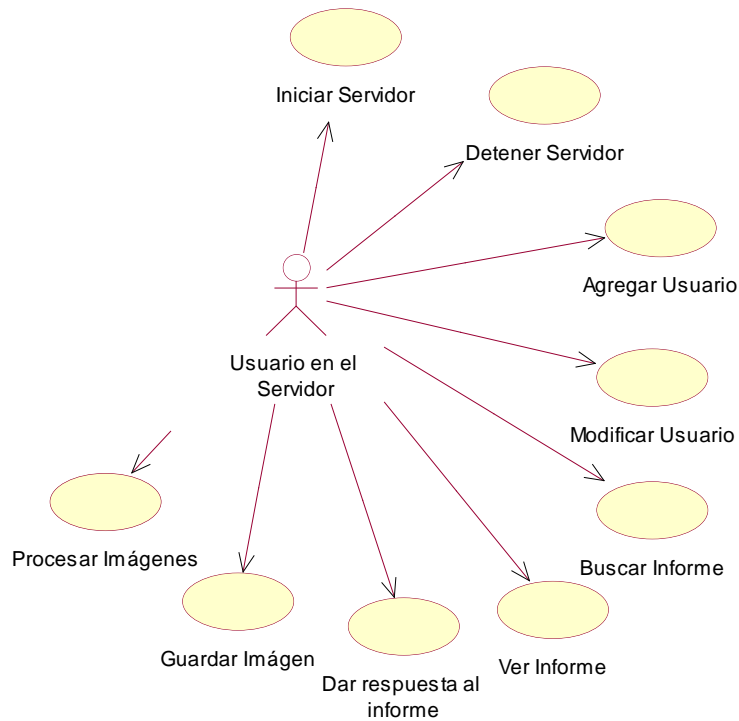 Iniciar Servidor
Detener Servidor
Agregar Usuario
Usuario en el
Servidor
Modificar Usuario
Procesar Imágenes
Buscar Informe
Guardar Imágen
Ver Informe
Dar respuesta al
informe